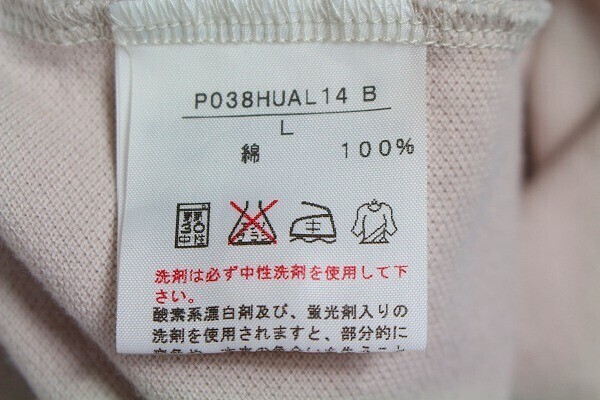 P038HUAL14 B
L
綿 100%
30
中性
中
洗剤は必ず中性洗剤を使用して下
さい。
酸素系漂白剤及び、蛍光剤入りの
洗剤を使用されますと、部分的に